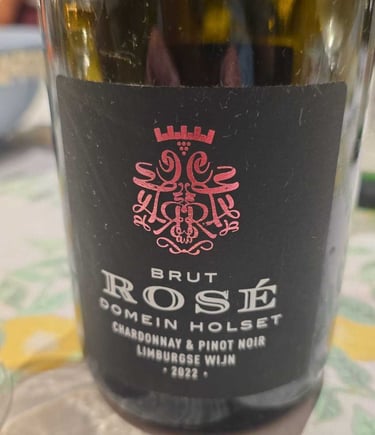 BRUT
ROSÉ
DOMEIN HOLSET
CHARDONNAY & PINOT NOIR
LIMBURGSE WIJN
· 2022 ·